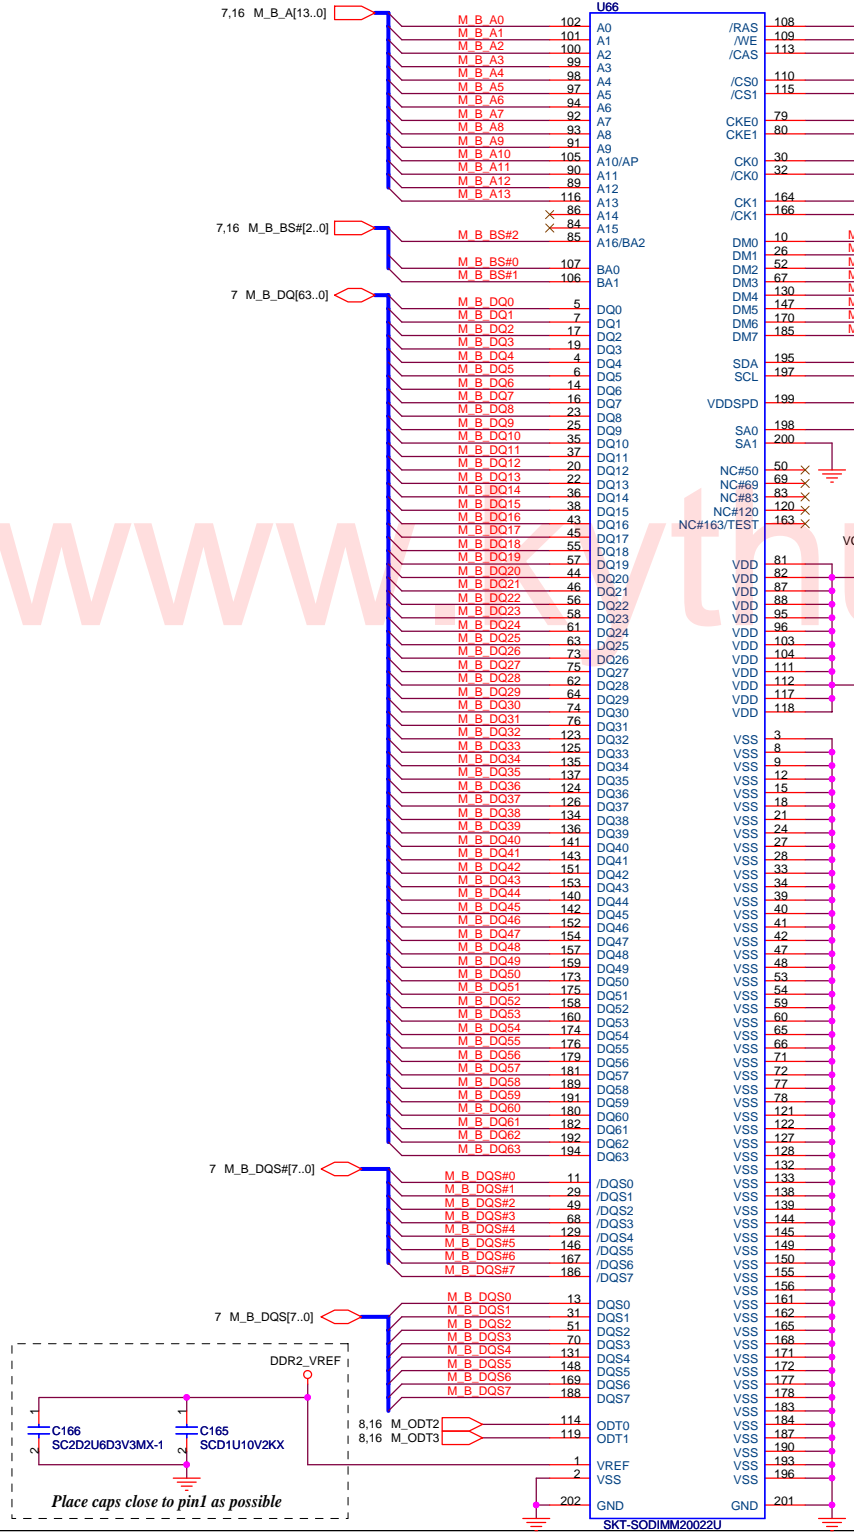 U66
7,16 M_B_A[13..0]
M_B_A0 102 A0
M_B_A1 101 A1
M_B_A2 100 A2
M_B_A3 99 A3
M_B_A4 98 A4
M_B_A5 97 A5
M_B_A6 94 A6
M_B_A7 92 A7
M_B_A8 93 A8
M_B_A9 91 A9
M_B_A10 105 A10/AP
M_B_A11 90 A11
M_B_A12 89 A12
M_B_A13 116 A13
86 A14
84 A15
7,16 M_B_BS#[2..0]
M_B_BS#2 85 A16/BA2
M_B_BS#0 107 BA0
M_B_BS#1 106 BA1
7 M_B_DQ[63..0]
M_B_DQ0 5 DQ0
M_B_DQ1 7 DQ1
M_B_DQ2 17 DQ2
M_B_DQ3 19 DQ3
M_B_DQ4 4 DQ4
M_B_DQ5 6 DQ5
M_B_DQ6 14 DQ6
M_B_DQ7 16 DQ7
M_B_DQ8 23 DQ8
M_B_DQ9 25 DQ9
M_B_DQ10 35 DQ10
M_B_DQ11 37 DQ11
M_B_DQ12 20 DQ12
M_B_DQ13 22 DQ13
M_B_DQ14 36 DQ14
M_B_DQ15 38 DQ15
M_B_DQ16 43 DQ16
M_B_DQ17 45 DQ17
M_B_DQ18 55 DQ18
M_B_DQ19 57 DQ19
M_B_DQ20 44 DQ20
M_B_DQ21 46 DQ21
M_B_DQ22 56 DQ22
M_B_DQ23 58 DQ23
M_B_DQ24 61 DQ24
M_B_DQ25 63 DQ25
M_B_DQ26 73 DQ26
M_B_DQ27 75 DQ27
M_B_DQ28 62 DQ28
M_B_DQ29 64 DQ29
M_B_DQ30 74 DQ30
M_B_DQ31 76 DQ31
M_B_DQ32 123 DQ32
M_B_DQ33 125 DQ33
M_B_DQ34 135 DQ34
M_B_DQ35 137 DQ35
M_B_DQ36 124 DQ36
M_B_DQ37 126 DQ37
M_B_DQ38 134 DQ38
M_B_DQ39 136 DQ39
M_B_DQ40 141 DQ40
M_B_DQ41 143 DQ41
M_B_DQ42 151 DQ42
M_B_DQ43 153 DQ43
M_B_DQ44 140 DQ44
M_B_DQ45 142 DQ45
M_B_DQ46 152 DQ46
M_B_DQ47 154 DQ47
M_B_DQ48 157 DQ48
M_B_DQ49 159 DQ49
M_B_DQ50 173 DQ50
M_B_DQ51 175 DQ51
M_B_DQ52 158 DQ52
M_B_DQ53 160 DQ53
M_B_DQ54 174 DQ54
M_B_DQ55 176 DQ55
M_B_DQ56 179 DQ56
M_B_DQ57 181 DQ57
M_B_DQ58 189 DQ58
M_B_DQ59 191 DQ59
M_B_DQ60 180 DQ60
M_B_DQ61 182 DQ61
M_B_DQ62 192 DQ62
M_B_DQ63 194 DQ63
7 M_B_DQS#[7..0]
M_B_DQS#0 11 /DQS0
M_B_DQS#1 29 /DQS1
M_B_DQS#2 49 /DQS2
M_B_DQS#3 68 /DQS3
M_B_DQS#4 129 /DQS4
M_B_DQS#5 146 /DQS5
M_B_DQS#6 167 /DQS6
M_B_DQS#7 186 /DQS7
7 M_B_DQS[7..0]
M_B_DQS0 13 DQS0
M_B_DQS1 31 DQS1
M_B_DQS2 51 DQS2
M_B_DQS3 70 DQS3
M_B_DQS4 131 DQS4
M_B_DQS5 148 DQS5
M_B_DQS6 169 DQS6
M_B_DQS7 188 DQS7
8,16 M_ODT2 114 ODT0
8,16 M_ODT3 119 ODT1
1 VREF
2 VSS
202 GND
DDR2_VREF
1 2 C166
SC2D2U6D3V3MX-1
1 2 C165
SCD1U10V2KX
Place caps close to pin1 as possible
/RAS 108
/WE 109
/CAS 113
/CS0 110
/CS1 115
CKE0 79
CKE1 80
CK0 30
/CK0 32
CK1 164
/CK1 166
DM0 10
DM1 26
DM2 52
DM3 67
DM4 130
DM5 147
DM6 170
DM7 185
SDA 195
SCL 197
VDDSPD 199
SA0 198
SA1 200
NC#50 50
NC#69 69
NC#83 83
NC#120 120
NC#163/TEST 163
VDD 81
VDD 82
VDD 87
VDD 88
VDD 95
VDD 96
VDD 103
VDD 104
VDD 111
VDD 112
VDD 117
VDD 118
VSS 3
VSS 8
VSS 9
VSS 12
VSS 15
VSS 18
VSS 21
VSS 24
VSS 27
VSS 28
VSS 33
VSS 34
VSS 39
VSS 40
VSS 41
VSS 42
VSS 47
VSS 48
VSS 53
VSS 54
VSS 59
VSS 60
VSS 65
VSS 66
VSS 71
VSS 72
VSS 77
VSS 78
VSS 121
VSS 122
VSS 127
VSS 128
VSS 132
VSS 133
VSS 138
VSS 139
VSS 144
VSS 145
VSS 149
VSS 150
VSS 155
VSS 156
VSS 161
VSS 162
VSS 165
VSS 168
VSS 171
VSS 172
VSS 177
VSS 178
VSS 183
VSS 184
VSS 187
VSS 190
VSS 193
VSS 196
GND 201
SKT-SODIMM20022U